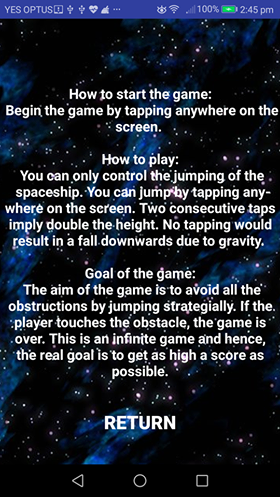 YES OPTUS 100% 2:45 pm
How to start the game:
Begin the game by tapping anywhere on the
screen.
How to play:
You can only control the jumping of the
spaceship. You can jump by tapping any-
where on the screen. Two consecutive taps
imply double the height. No tapping would
result in a fall downwards due to gravity.
Goal of the game:
The aim of the game is to avoid all the
obstructions by jumping strategially. If the
player touches the obstacle, the game is
over. This is an infinite game and hence,
the real goal is to get as high a score as
possible.
RETURN